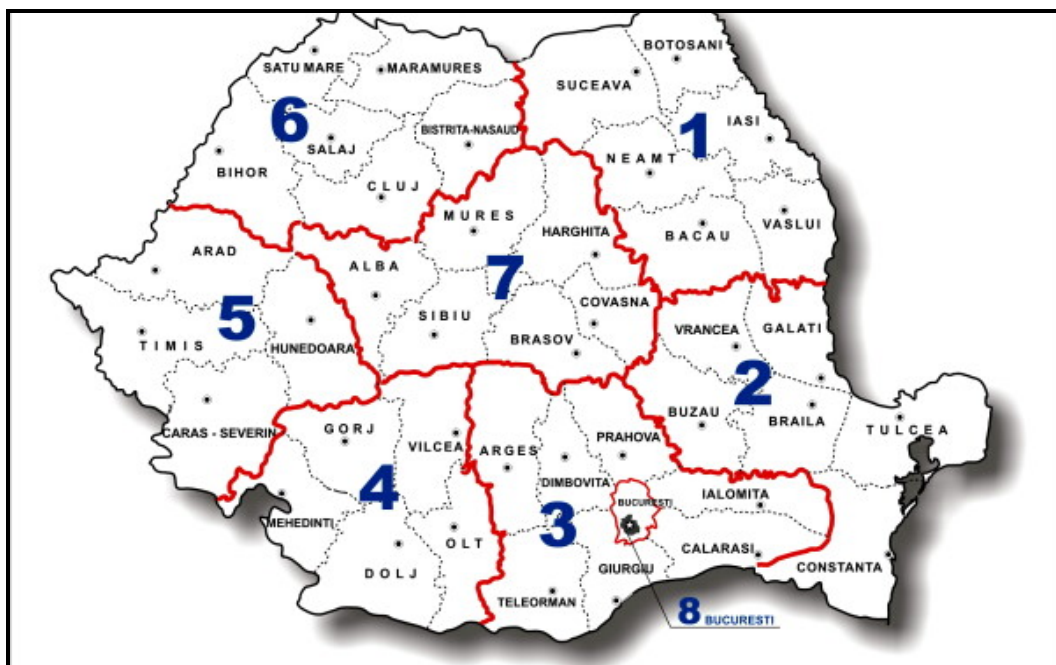 BOTOSANI
SATU MARE
MARAMURES
SUCEAVA
6
IASI
1
BISTRITA-NASAUD
SALAJ
NEAMT
BIHOR
CLUJ
MURES
VASLUI
HARGHITA
BACAU
ARAD
ALBA
7
COVASNA
SIBIU
5
VRANCEA
GALATI
BRASOV
TIMIS
HUNEDOARA
2
BUZAU
BRAILA
TULCEA
CARAS - SEVERIN
GORJ
VILCEA
ARGES
PRAHOVA
4
DIMBOVITA
IALOMITA
BUCURESTI
3
MEHEDINTI
OLT
CALARASI
CONSTANTA
DOLJ
GIURGIU
TELEORMAN
8 BUCURESTI